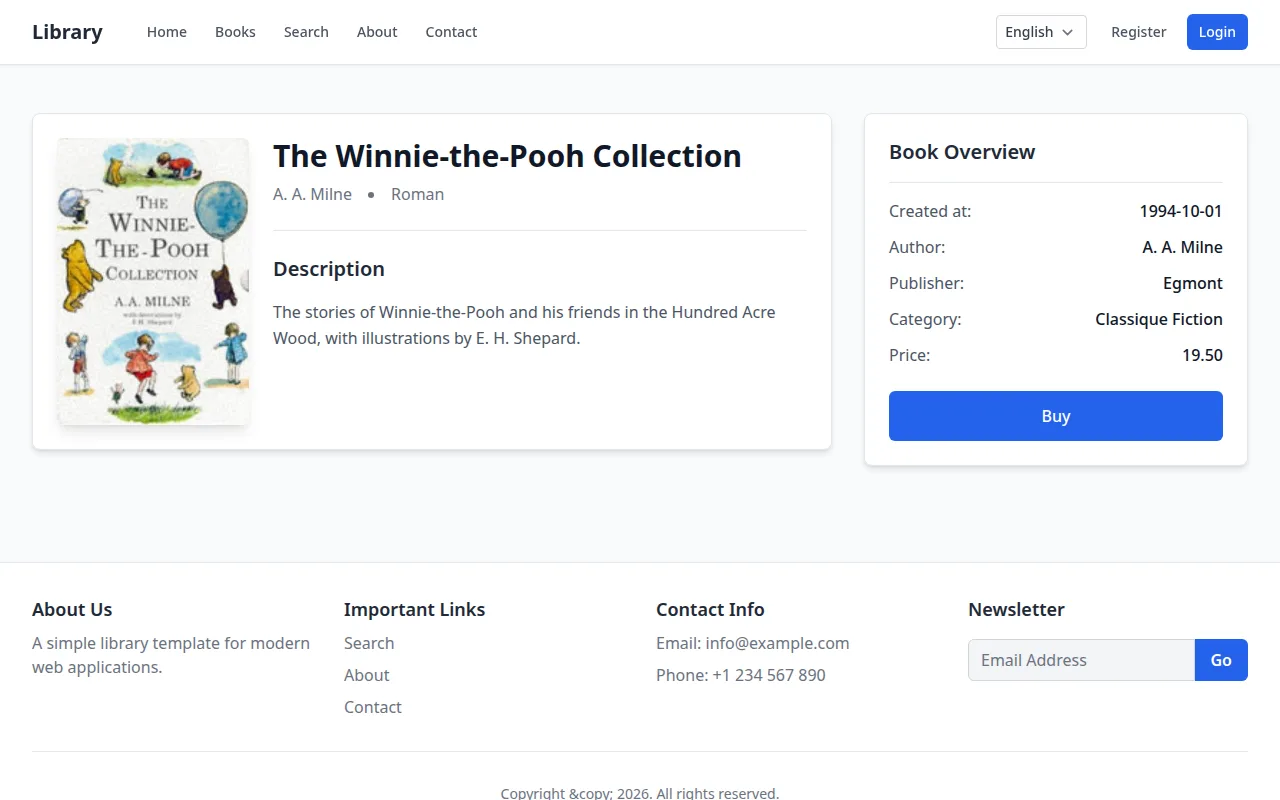 Library
Home
Books
Search
About
Contact
English
Register
Login
THE
WINNIE-
THE-POOH
COLLECTION
A.A. MILNE
with decorations by
E. H. Shepard
The Winnie-the-Pooh Collection
A. A. Milne • Roman
Description
The stories of Winnie-the-Pooh and his friends in the Hundred Acre
Wood, with illustrations by E. H. Shepard.
Book Overview
Created at: 1994-10-01
Author: A. A. Milne
Publisher: Egmont
Category: Classique Fiction
Price: 19.50
Buy
About Us
A simple library template for modern
web applications.
Important Links
Search
About
Contact
Contact Info
Email: info@example.com
Phone: +1 234 567 890
Newsletter
Email Address
Go
Copyright &copy; 2026. All rights reserved.